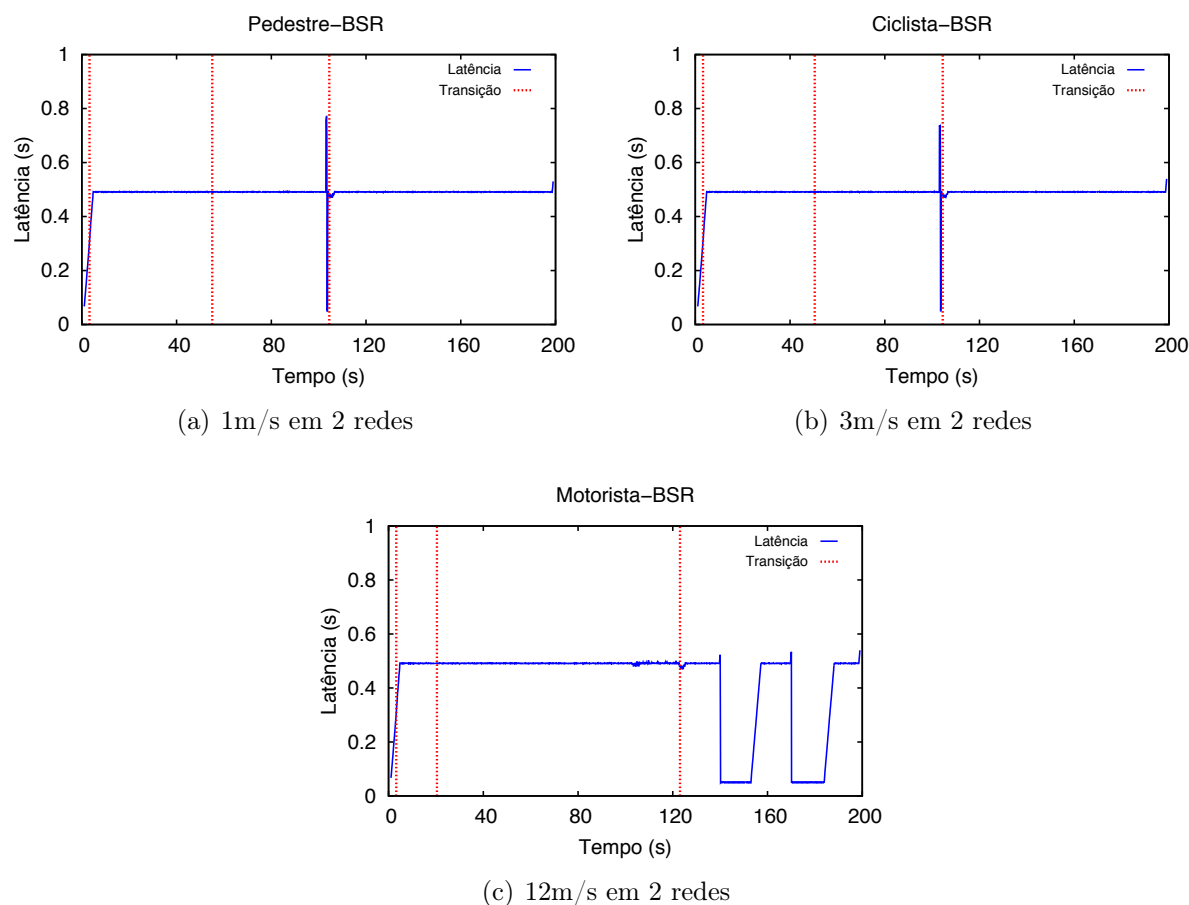 Pedestre−BSR
Latência
Transição
Latência (s)
1
0.8
0.6
0.4
0.2
0
0 40 80 120 160 200
Tempo (s)
(a) 1m/s em 2 redes
Ciclista−BSR
Latência
Transição
Latência (s)
1
0.8
0.6
0.4
0.2
0
0 40 80 120 160 200
Tempo (s)
(b) 3m/s em 2 redes
Motorista−BSR
Latência
Transição
Latência (s)
1
0.8
0.6
0.4
0.2
0
0 40 80 120 160 200
Tempo (s)
(c) 12m/s em 2 redes